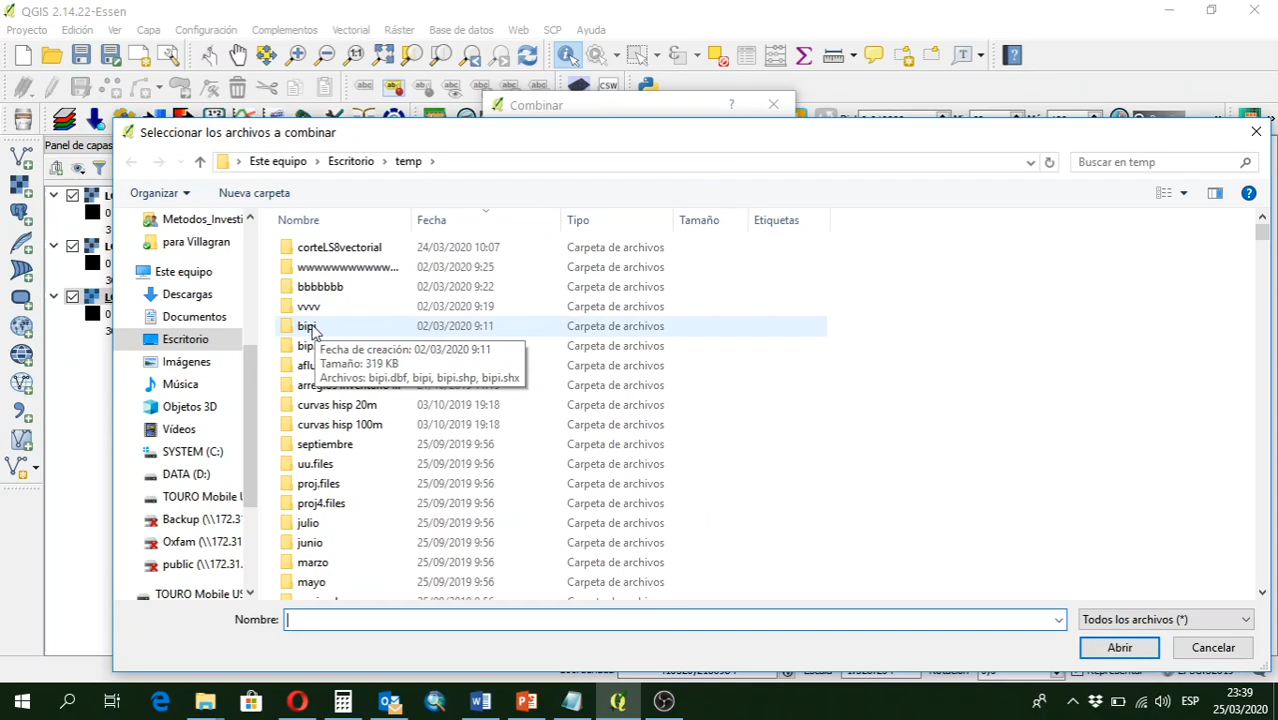 QGIS 2.14.22-Essen
Proyecto Edición Ver Capa Configuración Complementos Vectorial Ráster Base de datos Web SCP Ayuda
Combinar
Seleccionar los archivos a combinar
Panel de capas
Este equipo > Escritorio > temp >
Buscar en temp
Organizar
Nueva carpeta
Nombre Fecha Tipo Tamaño Etiquetas
Metodos_Investi
para Villagran
Este equipo
Descargas
Documentos
Escritorio
Imágenes
Música
Objetos 3D
Vídeos
SYSTEM (C:)
DATA (D:)
TOURO Mobile U
Backup (\\172.31
Oxfam (\\172.31.
public (\\172.31.
TOURO Mobile US
corteLS8vectorial 24/03/2020 10:07 Carpeta de archivos
wwwwwwwwwww... 02/03/2020 9:25 Carpeta de archivos
bbbbbbb 02/03/2020 9:22 Carpeta de archivos
vvvv 02/03/2020 9:19 Carpeta de archivos
bipi 02/03/2020 9:11 Carpeta de archivos
Carpeta de archivos
Carpeta de archivos
Carpeta de archivos
Fecha de creación: 02/03/2020 9:11
Tamaño: 319 KB
Archivos: bipi.dbf, bipi, bipi.shp, bipi.shx
curvas hisp 20m 03/10/2019 19:18 Carpeta de archivos
curvas hisp 100m 03/10/2019 19:18 Carpeta de archivos
septiembre 25/09/2019 9:56 Carpeta de archivos
uu.files 25/09/2019 9:56 Carpeta de archivos
proj.files 25/09/2019 9:56 Carpeta de archivos
proj4.files 25/09/2019 9:56 Carpeta de archivos
julio 25/09/2019 9:56 Carpeta de archivos
junio 25/09/2019 9:56 Carpeta de archivos
marzo 25/09/2019 9:56 Carpeta de archivos
mayo 25/09/2019 9:56 Carpeta de archivos
Nombre:
Todos los archivos (*)
Abrir
Cancelar
ESP
23:39
25/03/2020